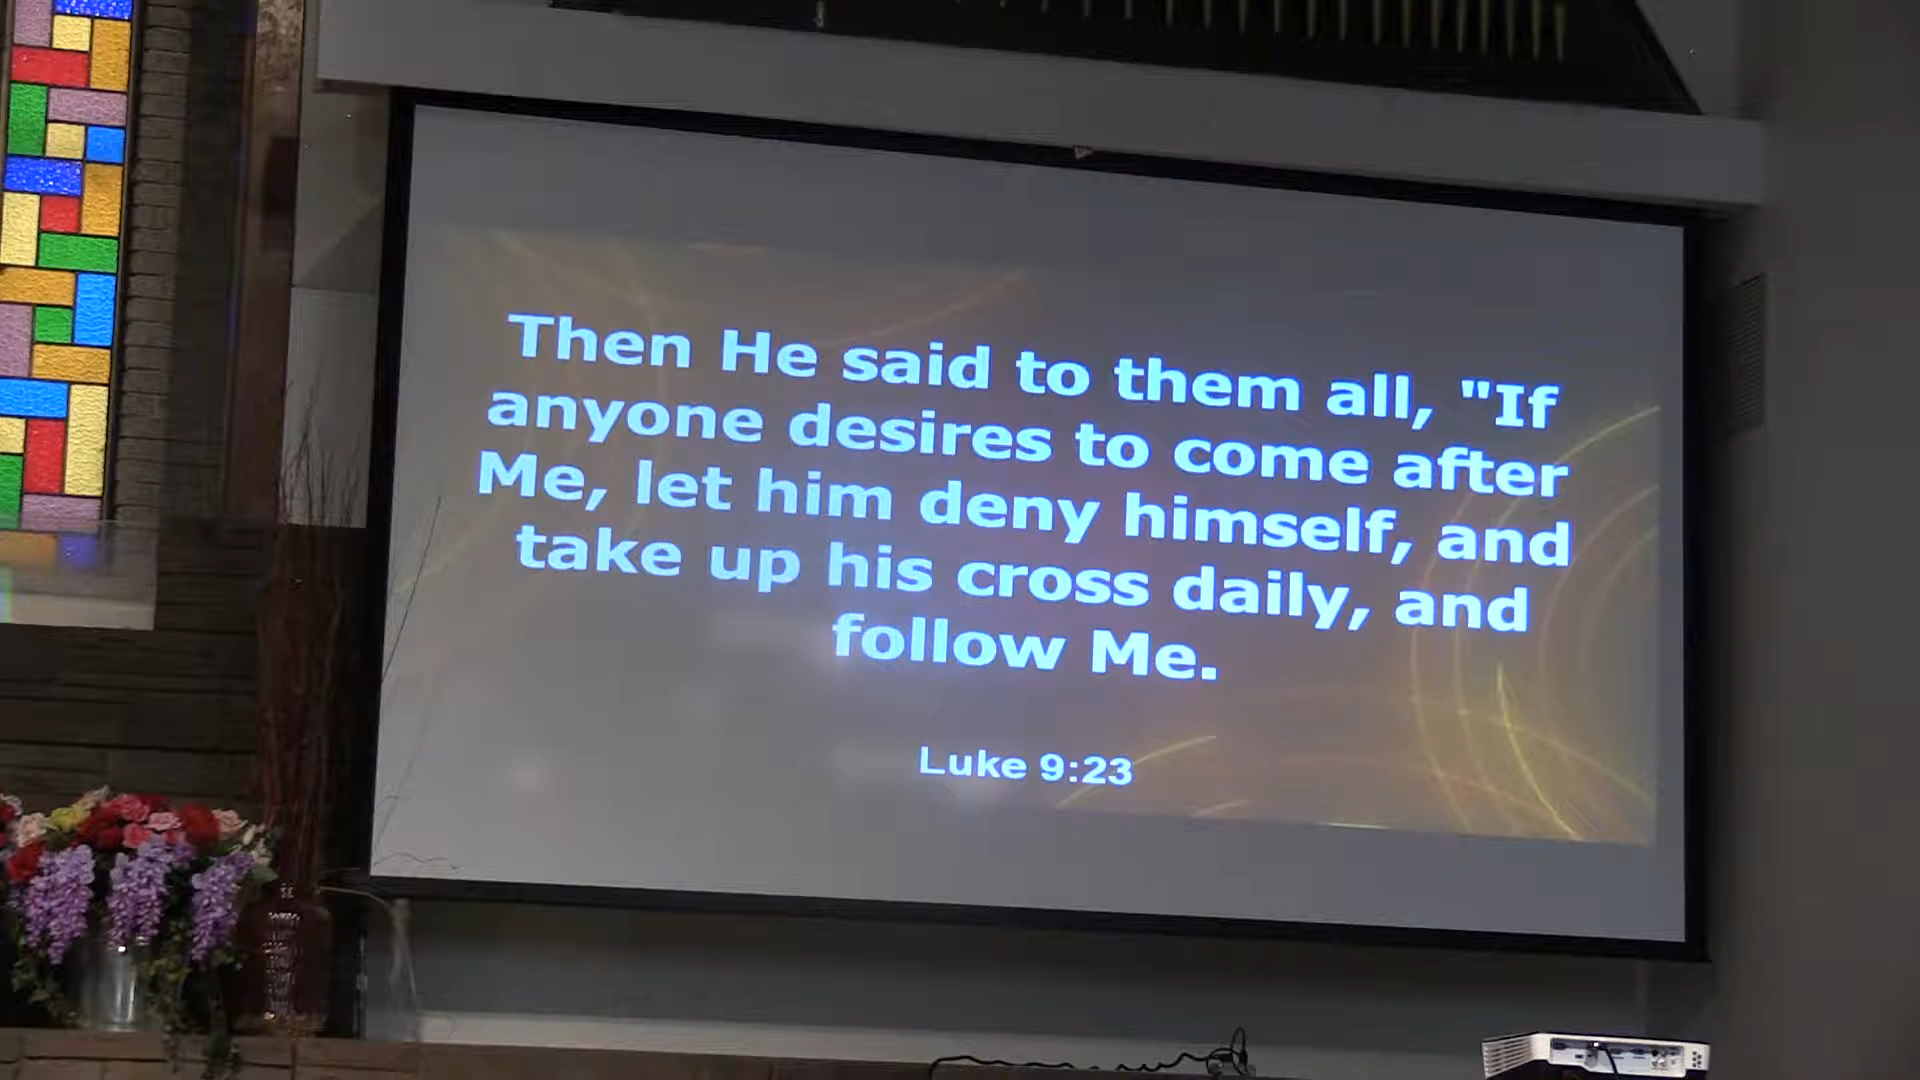 Then He said to them all, "If
anyone desires to come after
Me, let him deny himself, and
take up his cross daily, and
follow Me.
Luke 9:23